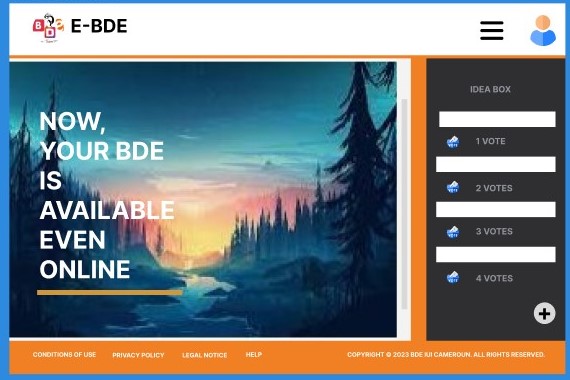 E-BDE
IDEA BOX
NOW,
YOUR BDE
IS
AVAILABLE
EVEN
ONLINE
1 VOTE
2 VOTES
3 VOTES
4 VOTES
CONDITIONS OF USE PRIVACY POLICY LEGAL NOTICE HELP COPYRIGHT © 2023 BDE IUI CAMEROUN. ALL RIGHTS RESERVED.